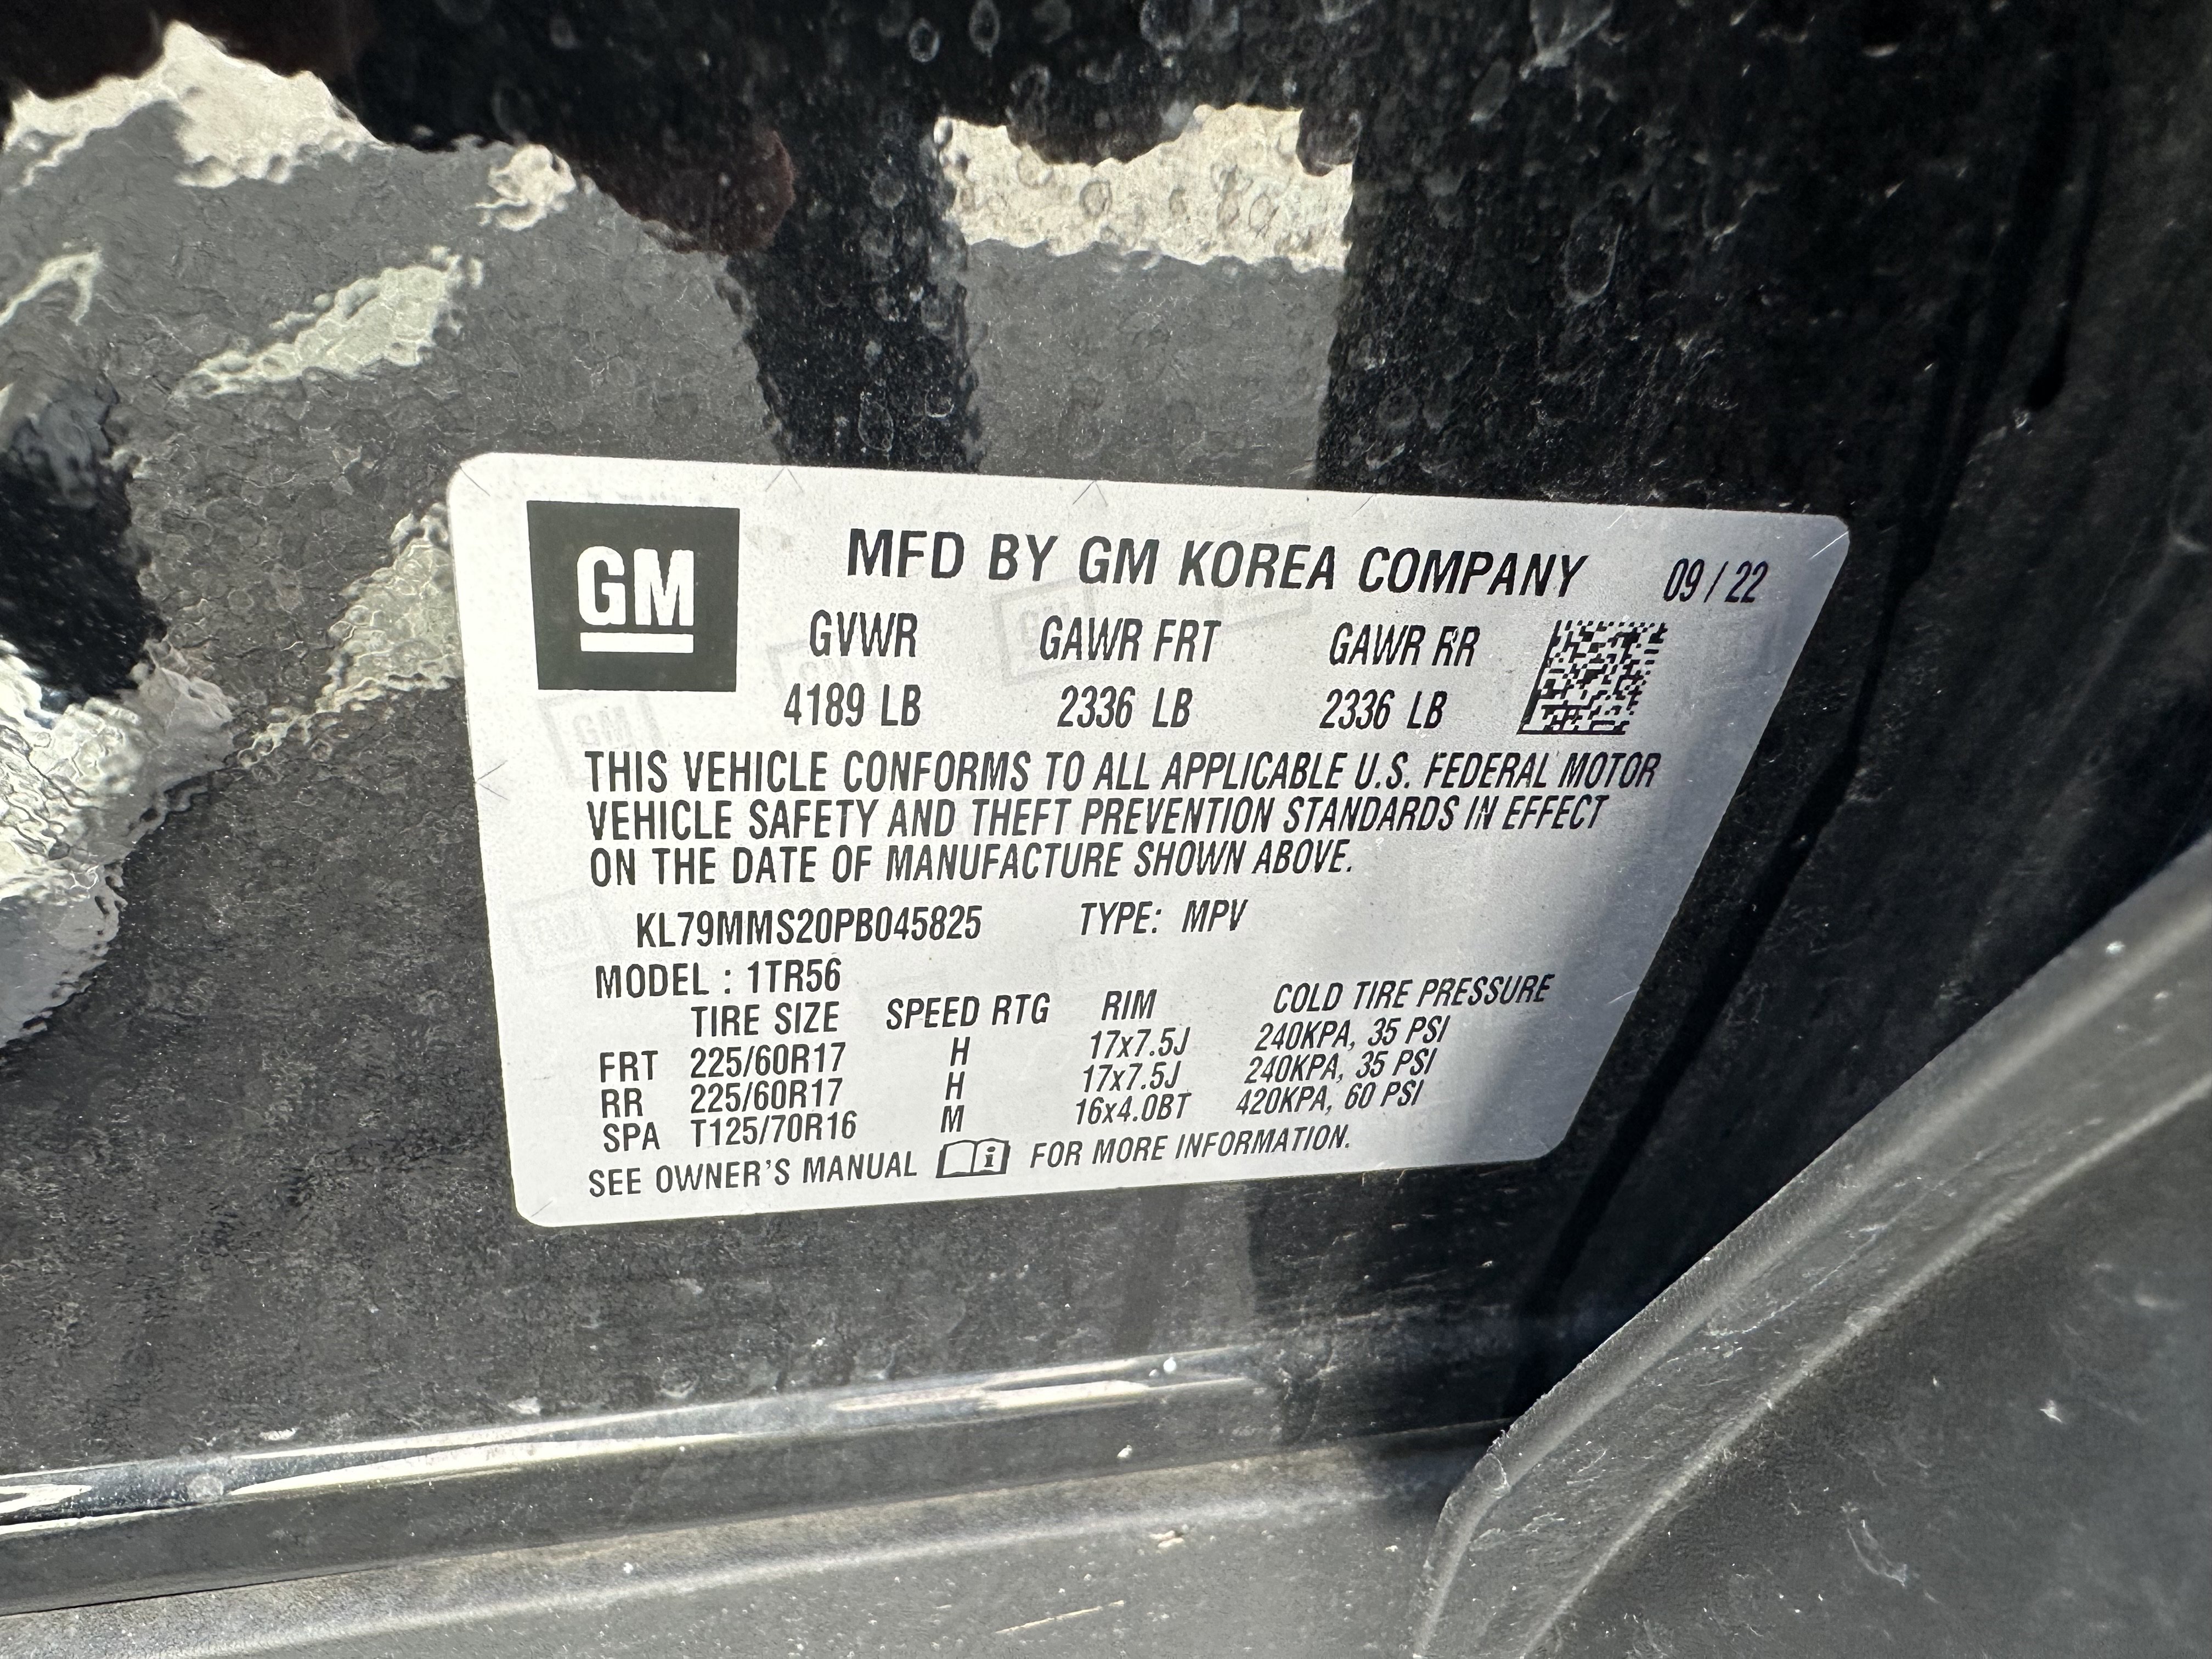 GM
MFD BY GM KOREA COMPANY 09 / 22
GVWR GAWR FRT GAWR RR
4189 LB 2336 LB 2336 LB
THIS VEHICLE CONFORMS TO ALL APPLICABLE U.S. FEDERAL MOTOR
VEHICLE SAFETY AND THEFT PREVENTION STANDARDS IN EFFECT
ON THE DATE OF MANUFACTURE SHOWN ABOVE.
KL79MMS20PB045825 TYPE: MPV
MODEL : 1TR56
TIRE SIZE SPEED RTG RIM COLD TIRE PRESSURE
FRT 225/60R17 H 17x7.5J 240KPA, 35 PSI
RR 225/60R17 H 17x7.5J 240KPA, 35 PSI
SPA T125/70R16 M 16x4.0BT 420KPA, 60 PSI
SEE OWNER'S MANUAL i FOR MORE INFORMATION.